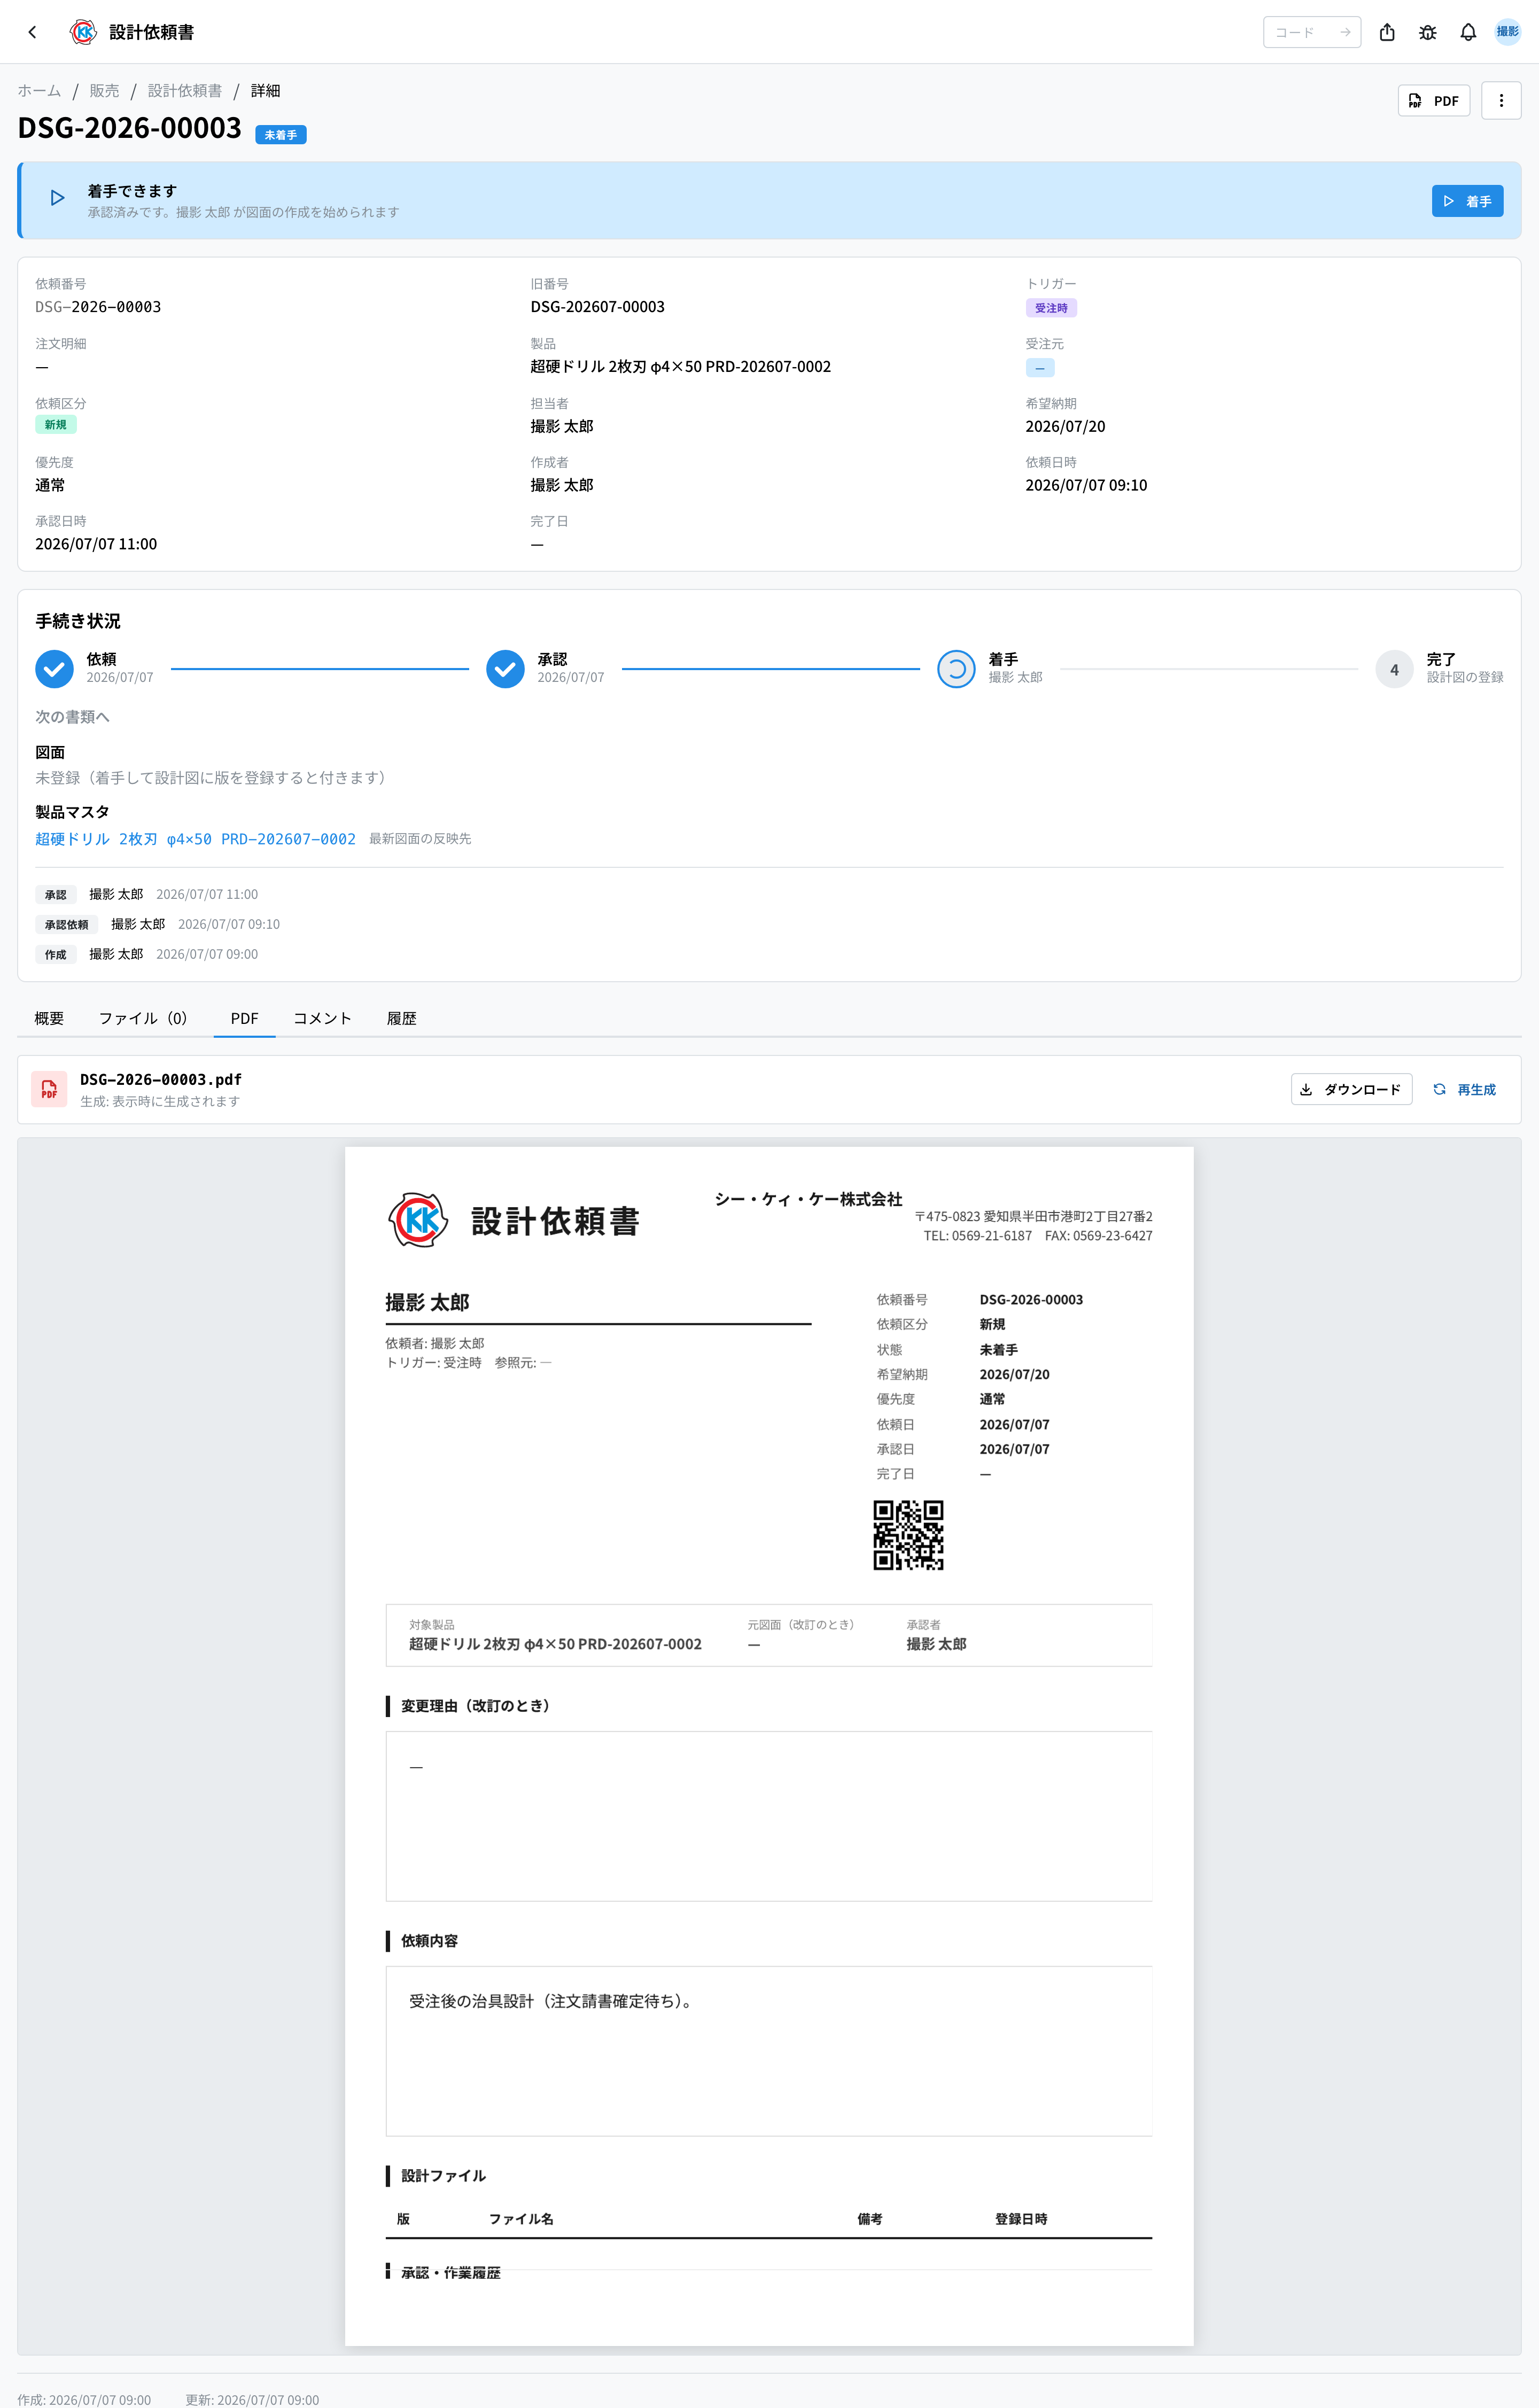 設計依頼書
コード
撮影
ホーム / 販売 / 設計依頼書 / 詳細
PDF PDF
DSG-2026-00003 未着手
着手できます
承認済みです。撮影 太郎 が図面の作成を始められます
着手
依頼番号 旧番号 トリガー
DSG-2026-00003 DSG-202607-00003 受注時
注文明細 製品 受注元
— 超硬ドリル 2枚刃 φ4×50 PRD-202607-0002 —
依頼区分 担当者 希望納期
新規 撮影 太郎 2026/07/20
優先度 作成者 依頼日時
通常 撮影 太郎 2026/07/07 09:10
承認日時 完了日
2026/07/07 11:00 —
手続き状況
依頼 承認 着手 4 完了
2026/07/07 2026/07/07 撮影 太郎 設計図の登録
次の書類へ
図面
未登録（着手して設計図に版を登録すると付きます）
製品マスタ
超硬ドリル 2枚刃 φ4×50 PRD-202607-0002 最新図面の反映先
承認 撮影 太郎 2026/07/07 11:00
承認依頼 撮影 太郎 2026/07/07 09:10
作成 撮影 太郎 2026/07/07 09:00
概要 ファイル（0） PDF コメント 履歴
PDF DSG-2026-00003.pdf
生成: 表示時に生成されます
ダウンロード 再生成
KK 設計依頼書
シー・ケィ・ケー株式会社
〒475-0823 愛知県半田市港町2丁目27番2
TEL: 0569-21-6187 FAX: 0569-23-6427
撮影 太郎
依頼者: 撮影 太郎
トリガー: 受注時 参照元: —
依頼番号 DSG-2026-00003
依頼区分 新規
状態 未着手
希望納期 2026/07/20
優先度 通常
依頼日 2026/07/07
承認日 2026/07/07
完了日 —
対象製品 元図面（改訂のとき） 承認者
超硬ドリル 2枚刃 φ4×50 PRD-202607-0002 — 撮影 太郎
変更理由（改訂のとき）
—
依頼内容
受注後の治具設計（注文請書確定待ち）。
設計ファイル
版 ファイル名 備考 登録日時
承認・作業履歴
作成: 2026/07/07 09:00 更新: 2026/07/07 09:00